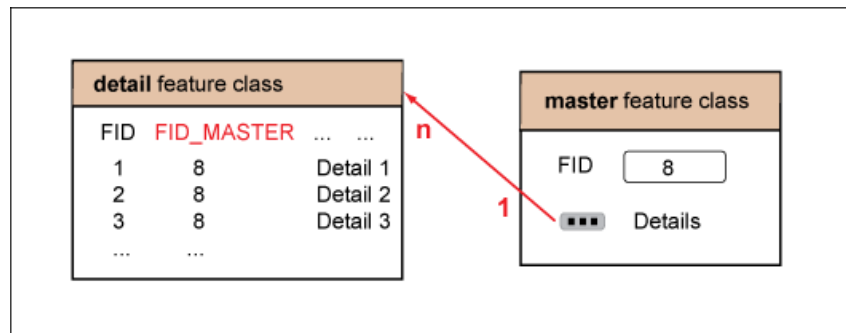 detail feature class
FID FID_MASTER ... ...
1 8 Detail 1
2 8 Detail 2
3 8 Detail 3
... ...
n
1
master feature class
FID 8
... Details